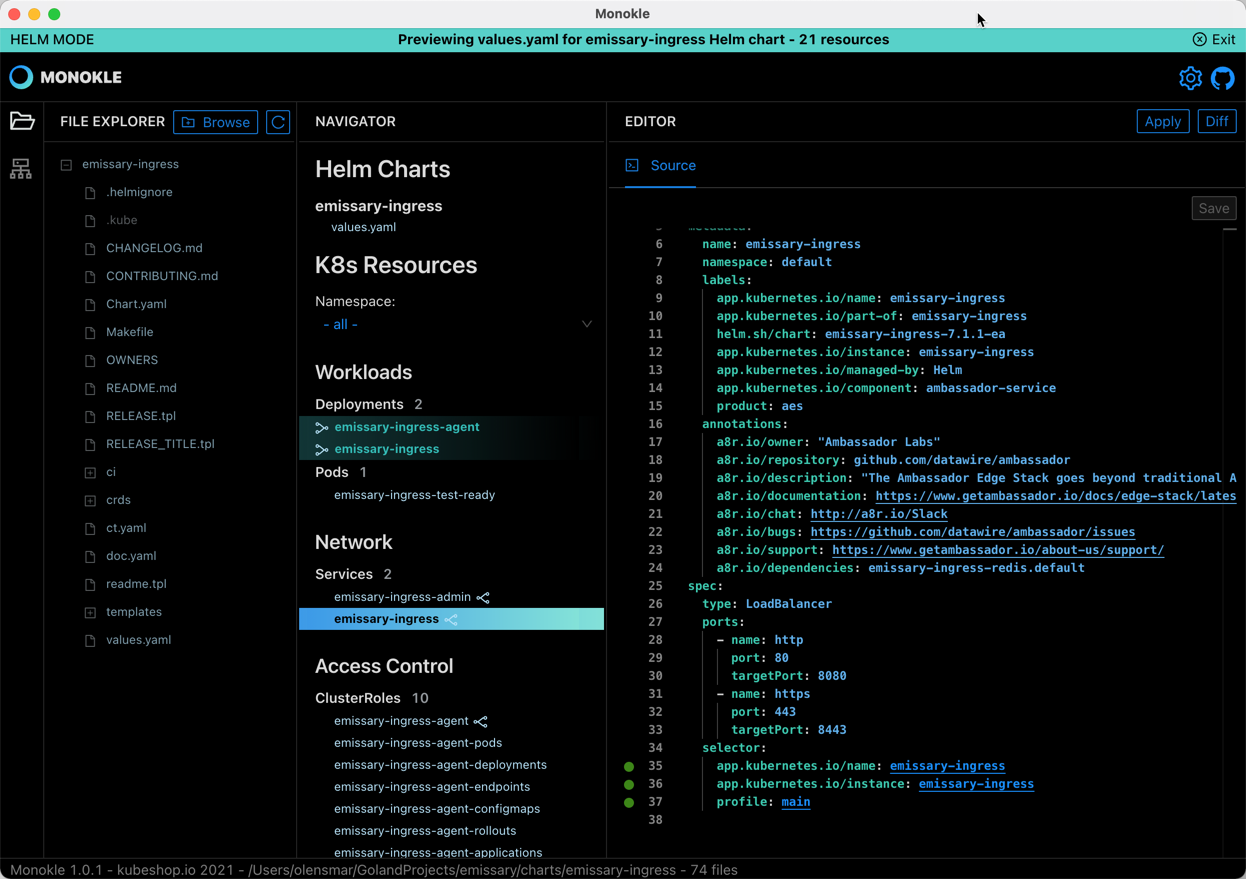 Monokle
HELM MODE
Previewing values.yaml for emissary-ingress Helm chart - 21 resources
Exit
MONOKLE
FILE EXPLORER
Browse
emissary-ingress
.helmignore
.kube
CHANGELOG.md
CONTRIBUTING.md
Chart.yaml
Makefile
OWNERS
README.md
RELEASE.tpl
RELEASE_TITLE.tpl
ci
crds
ct.yaml
doc.yaml
readme.tpl
templates
values.yaml
NAVIGATOR
Helm Charts
emissary-ingress
values.yaml
K8s Resources
Namespace:
- all -
Workloads
Deployments 2
emissary-ingress-agent
emissary-ingress
Pods 1
emissary-ingress-test-ready
Network
Services 2
emissary-ingress-admin
emissary-ingress
Access Control
ClusterRoles 10
emissary-ingress-agent
emissary-ingress-agent-pods
emissary-ingress-agent-deployments
emissary-ingress-agent-endpoints
emissary-ingress-agent-configmaps
emissary-ingress-agent-rollouts
emissary-ingress-agent-applications
EDITOR
Apply
Diff
Source
Save
5 metadata:
6 name: emissary-ingress
7 namespace: default
8 labels:
9 app.kubernetes.io/name: emissary-ingress
10 app.kubernetes.io/part-of: emissary-ingress
11 helm.sh/chart: emissary-ingress-7.1.1-ea
12 app.kubernetes.io/instance: emissary-ingress
13 app.kubernetes.io/managed-by: Helm
14 app.kubernetes.io/component: ambassador-service
15 product: aes
16 annotations:
17 a8r.io/owner: "Ambassador Labs"
18 a8r.io/repository: github.com/datawire/ambassador
19 a8r.io/description: "The Ambassador Edge Stack goes beyond traditional A
20 a8r.io/documentation: https://www.getambassador.io/docs/edge-stack/lates
21 a8r.io/chat: http://a8r.io/Slack
22 a8r.io/bugs: https://github.com/datawire/ambassador/issues
23 a8r.io/support: https://www.getambassador.io/about-us/support/
24 a8r.io/dependencies: emissary-ingress-redis.default
25 spec:
26 type: LoadBalancer
27 ports:
28 - name: http
29 port: 80
30 targetPort: 8080
31 - name: https
32 port: 443
33 targetPort: 8443
34 selector:
35 app.kubernetes.io/name: emissary-ingress
36 app.kubernetes.io/instance: emissary-ingress
37 profile: main
38
Monokle 1.0.1 - kubeshop.io 2021 - /Users/olensmar/GolandProjects/emissary/charts/emissary-ingress - 74 files